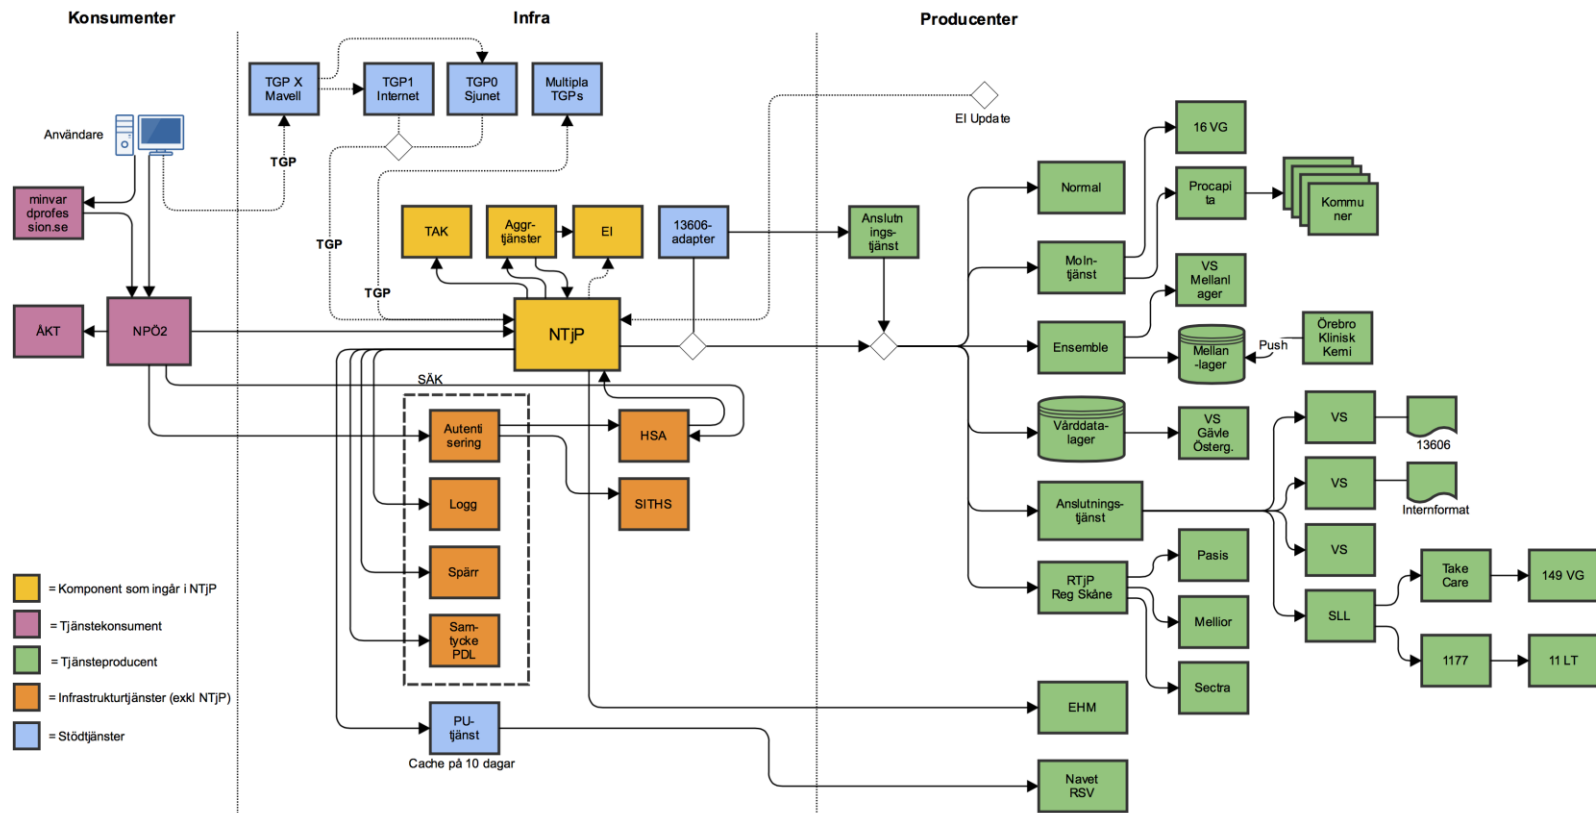 Konsumenter
Infra
Producenter
Användare
TGP X
Mavell
TGP1
Internet
TGP0
Sjunet
Multipla
TGPs
EI Update
TGP
TGP
TGP
minvar
dprofes
sion.se
ÅKT
NPÖ2
TAK
Aggr-
tjänster
EI
13606-
adapter
NTjP
SÄK
Autenti
sering
HSA
Logg
SITHS
Spärr
Sam-
tycke
PDL
PU-
tjänst
Cache på 10 dagar
Anslutn
ings-
tjänst
Normal
Moln-
tjänst
Ensemble
Vårddata-
lager
Anslutnings-
tjänst
RTjP
Reg Skåne
EHM
Navet
RSV
16 VG
Procapi
ta
Kommu
ner
VS
Mellanl
ager
Mellan
-lager
Push
Örebro
Klinisk
Kemi
VS
Gävle
Österg.
VS
13606
VS
Internformat
VS
SLL
Take
Care
149 VG
1177
11 LT
Pasis
Mellior
Sectra
= Komponent som ingår i NTjP
= Tjänstekonsument
= Tjänsteproducent
= Infrastrukturtjänster (exkl NTjP)
= Stödtjänster